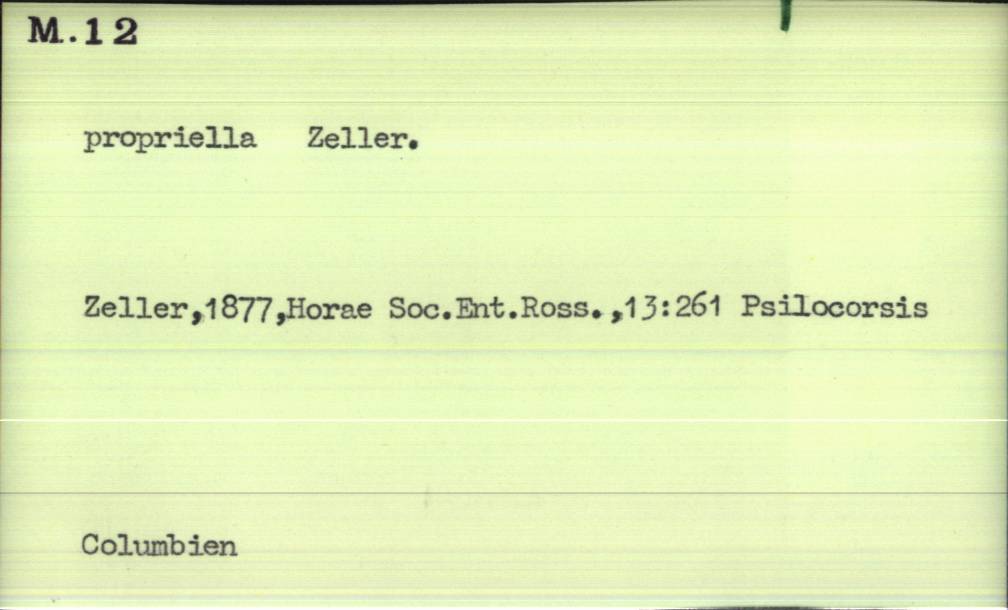 M.12
propriella Zeller.
Zeller,1877,Horae Soc.Ent.Ross.,13:261 Psilocorsis
Columbien